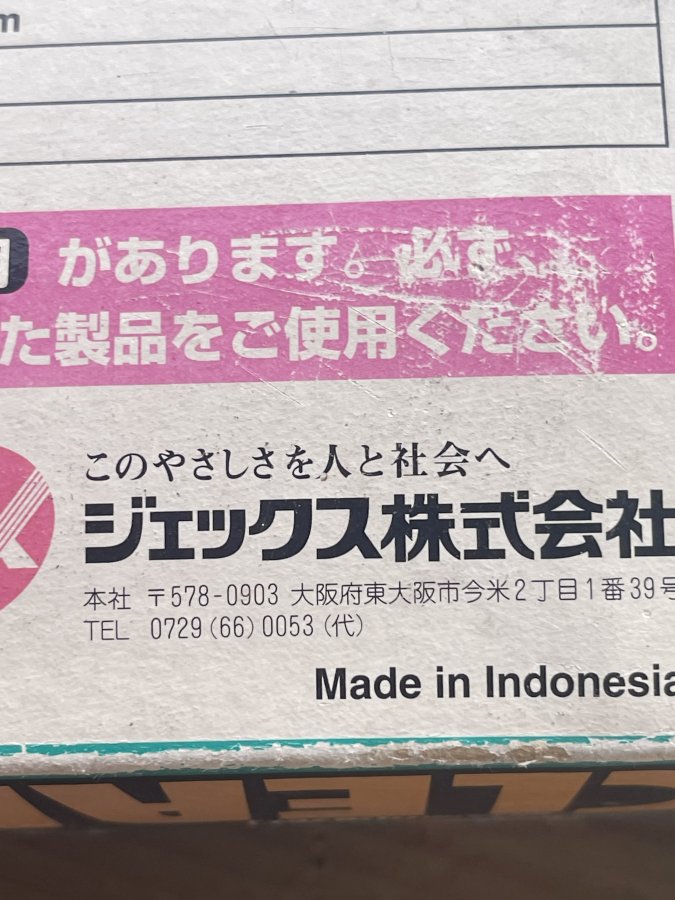 m
があります。必ず、
た製品をご使用ください。
このやさしさを人と社会へ
ジェックス株式会社
本社 〒578-0903 大阪府東大阪市今米2丁目1番39号
TEL 0729(66)0053(代)
Made in Indonesia